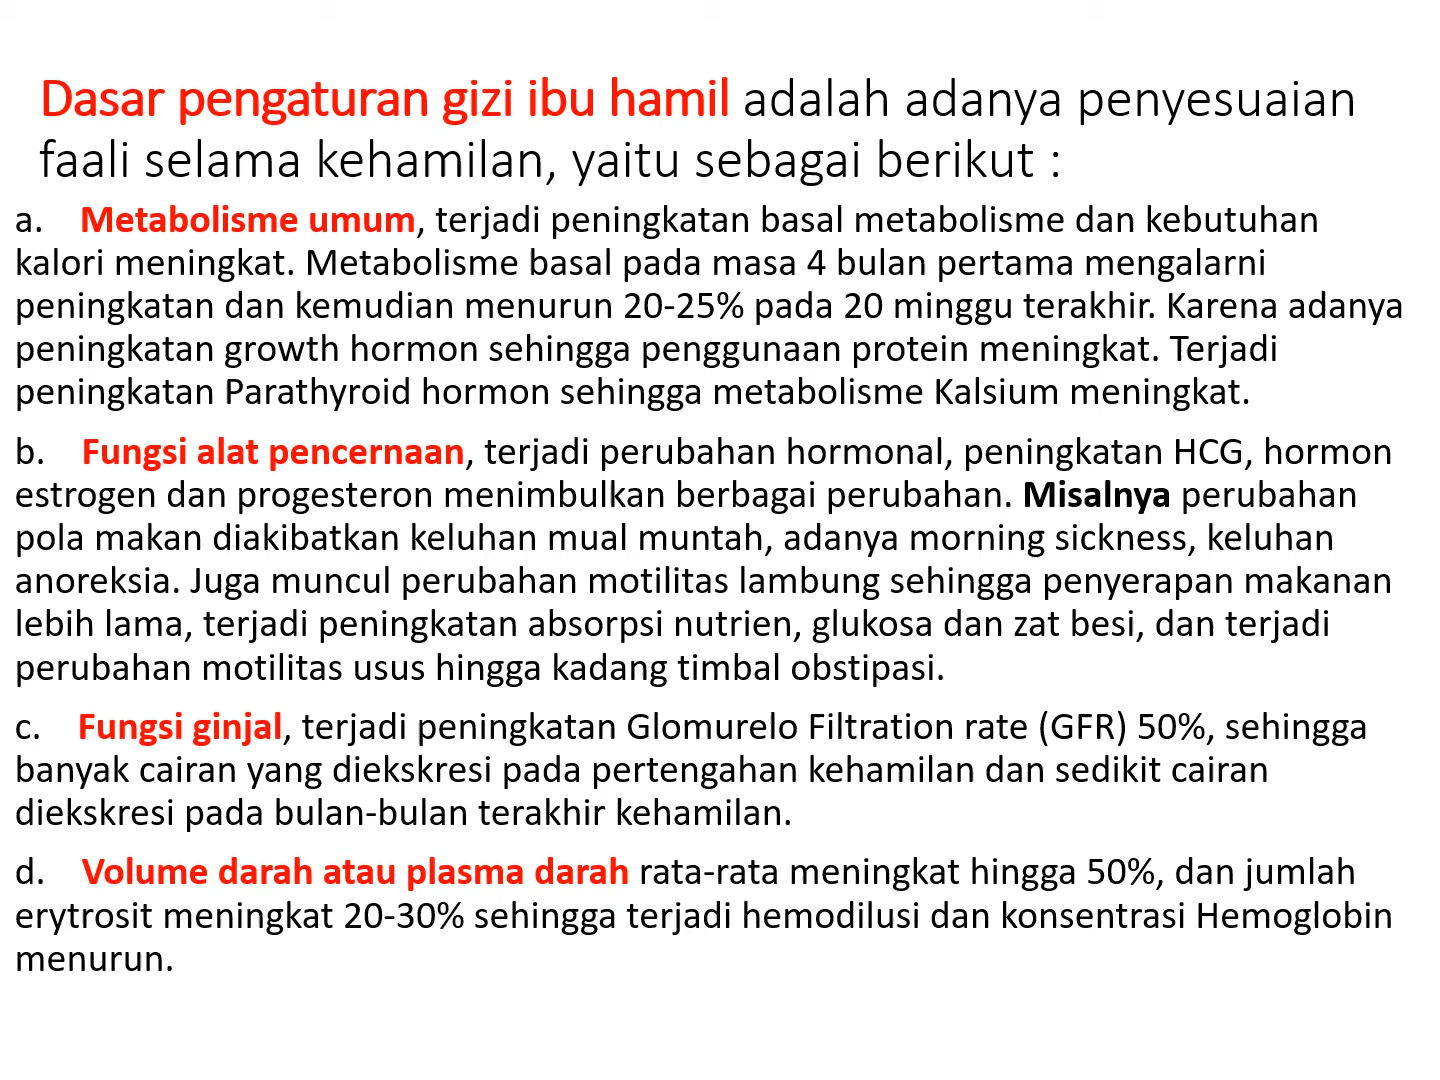 Dasar pengaturan gizi ibu hamil adalah adanya penyesuaian
faali selama kehamilan, yaitu sebagai berikut :
a. Metabolisme umum, terjadi peningkatan basal metabolisme dan kebutuhan
kalori meningkat. Metabolisme basal pada masa 4 bulan pertama mengalarni
peningkatan dan kemudian menurun 20-25% pada 20 minggu terakhir. Karena adanya
peningkatan growth hormon sehingga penggunaan protein meningkat. Terjadi
peningkatan Parathyroid hormon sehingga metabolisme Kalsium meningkat.
b. Fungsi alat pencernaan, terjadi perubahan hormonal, peningkatan HCG, hormon
estrogen dan progesteron menimbulkan berbagai perubahan. Misalnya perubahan
pola makan diakibatkan keluhan mual muntah, adanya morning sickness, keluhan
anoreksia. Juga muncul perubahan motilitas lambung sehingga penyerapan makanan
lebih lama, terjadi peningkatan absorpsi nutrien, glukosa dan zat besi, dan terjadi
perubahan motilitas usus hingga kadang timbal obstipasi.
c. Fungsi ginjal, terjadi peningkatan Glomurelo Filtration rate (GFR) 50%, sehingga
banyak cairan yang diekskresi pada pertengahan kehamilan dan sedikit cairan
diekskresi pada bulan-bulan terakhir kehamilan.
d. Volume darah atau plasma darah rata-rata meningkat hingga 50%, dan jumlah
erytrosit meningkat 20-30% sehingga terjadi hemodilusi dan konsentrasi Hemoglobin
menurun.